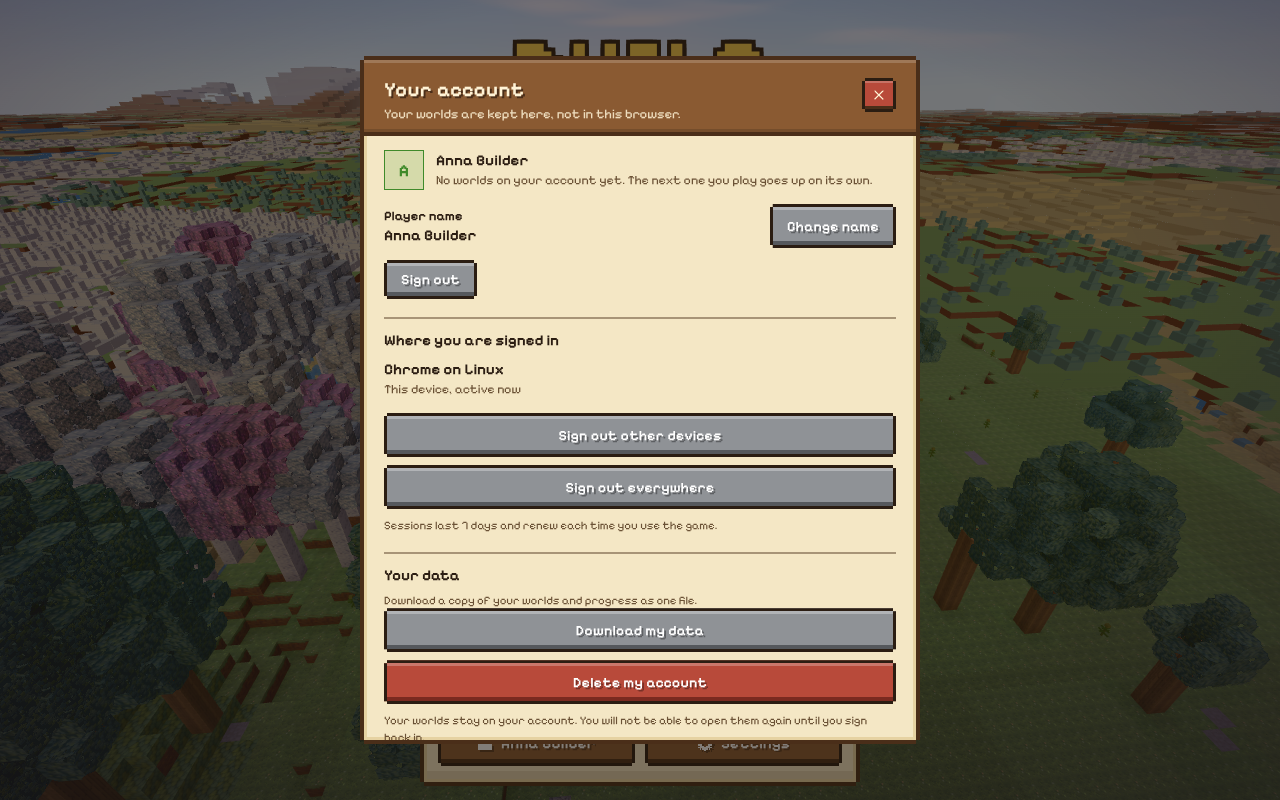 Your account
Your worlds are kept here, not in this browser.
A
Anna Builder
No worlds on your account yet. The next one you play goes up on its own.
Player name
Anna Builder
Change name
Sign out
Where you are signed in
Chrome on Linux
This device, active now
Sign out other devices
Sign out everywhere
Sessions last 7 days and renew each time you use the game.
Your data
Download a copy of your worlds and progress as one file.
Download my data
Delete my account
Your worlds stay on your account. You will not be able to open them again until you sign
back in
Anna Builder
Settings